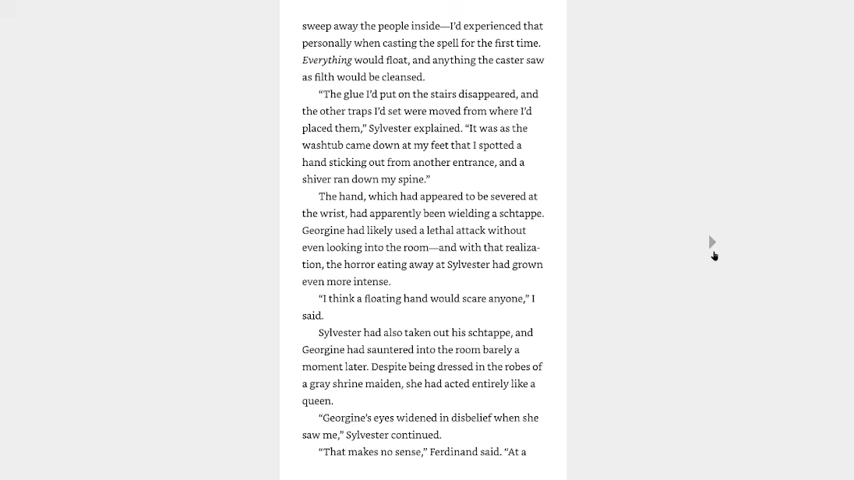 sweep away the people inside—I'd experienced that
personally when casting the spell for the first time.
Everything would float, and anything the caster saw
as filth would be cleansed.
“The glue I'd put on the stairs disappeared, and
the other traps I'd set were moved from where I'd
placed them,” Sylvester explained. “It was as the
washtub came down at my feet that I spotted a
hand sticking out from another entrance, and a
shiver ran down my spine.”
The hand, which had appeared to be severed at
the wrist, had apparently been wielding a schtappe.
Georgine had likely used a lethal attack without
even looking into the room—and with that realiza-
tion, the horror eating away at Sylvester had grown
even more intense.
“I think a floating hand would scare anyone,” I
said.
Sylvester had also taken out his schtappe, and
Georgine had sauntered into the room barely a
moment later. Despite being dressed in the robes of
a gray shrine maiden, she had acted entirely like a
queen.
“Georgine's eyes widened in disbelief when she
saw me,” Sylvester continued.
“That makes no sense,” Ferdinand said. “At a